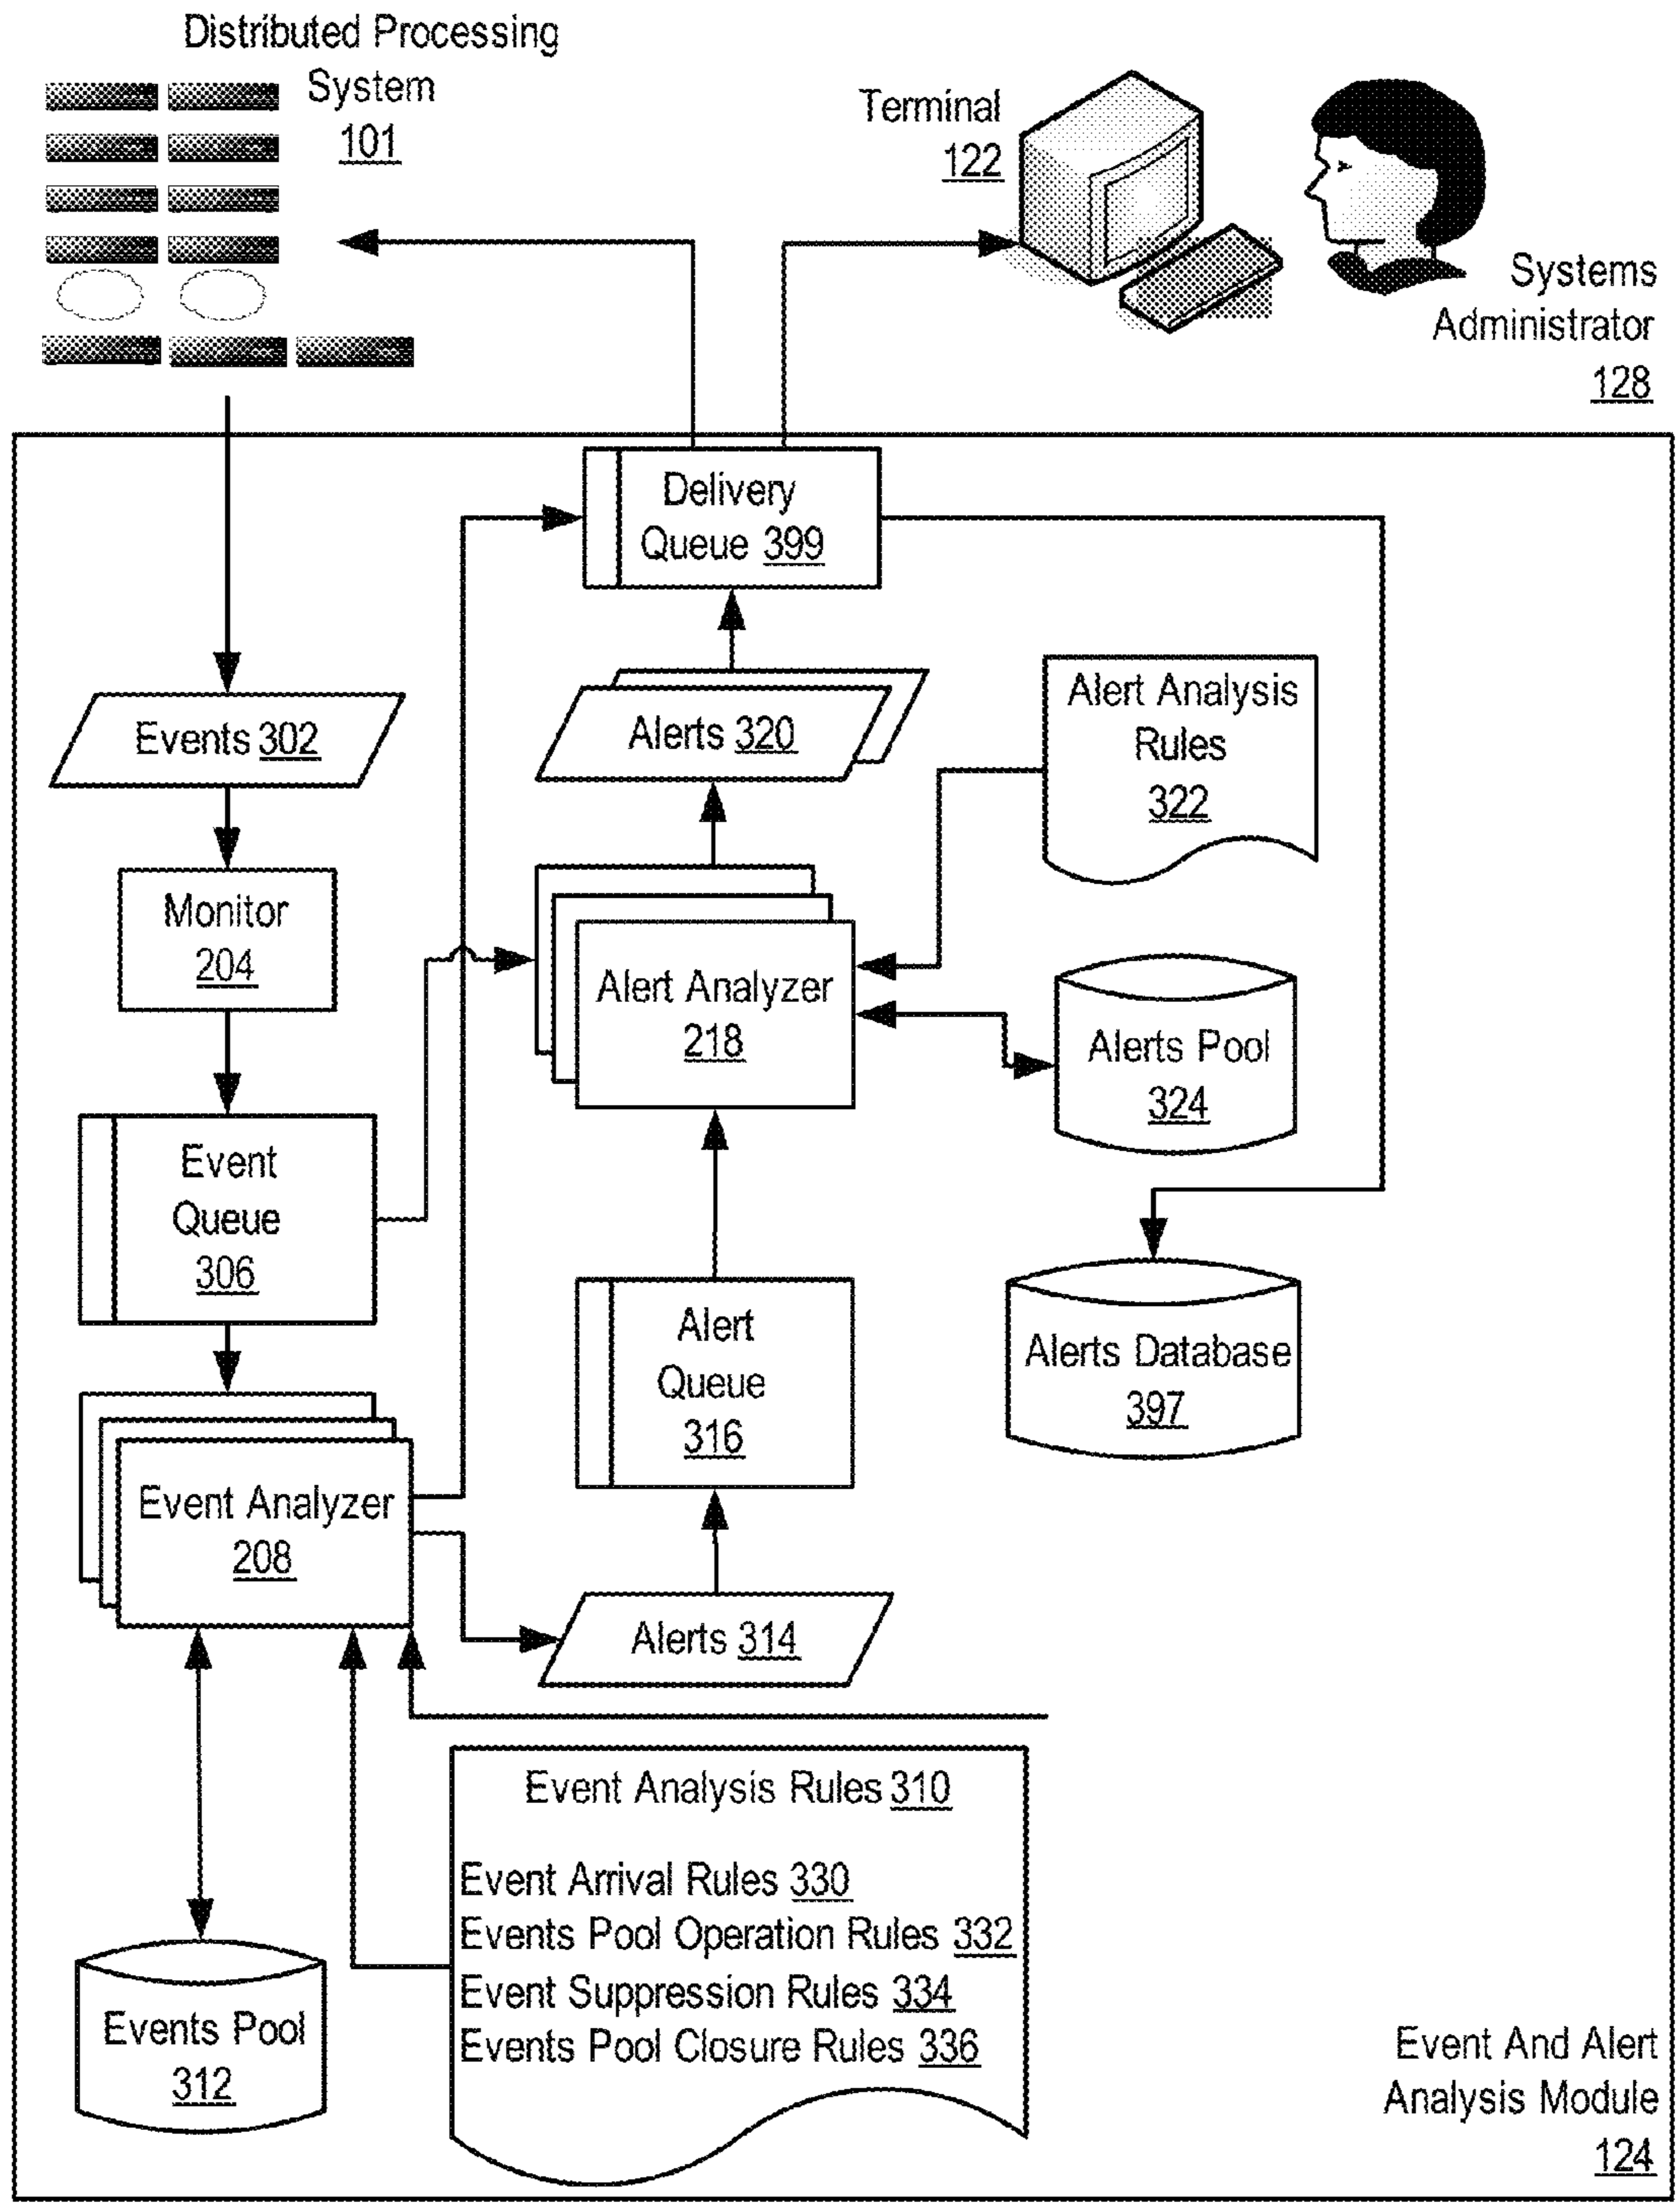 Distributed Processing
System
101
Terminal
122
Systems
Administrator
128
Delivery
Queue 399
Events 302
Alerts 320
Alert Analysis
Rules
322
Monitor
204
Alert Analyzer
218
Alerts Pool
324
Event
Queue
306
Alert
Queue
316
Alerts Database
397
Event Analyzer
208
Alerts 314
Event Analysis Rules 310
Event Arrival Rules 330
Events Pool Operation Rules 332
Event Suppression Rules 334
Events Pool Closure Rules 336
Events Pool
312
Event And Alert
Analysis Module
124